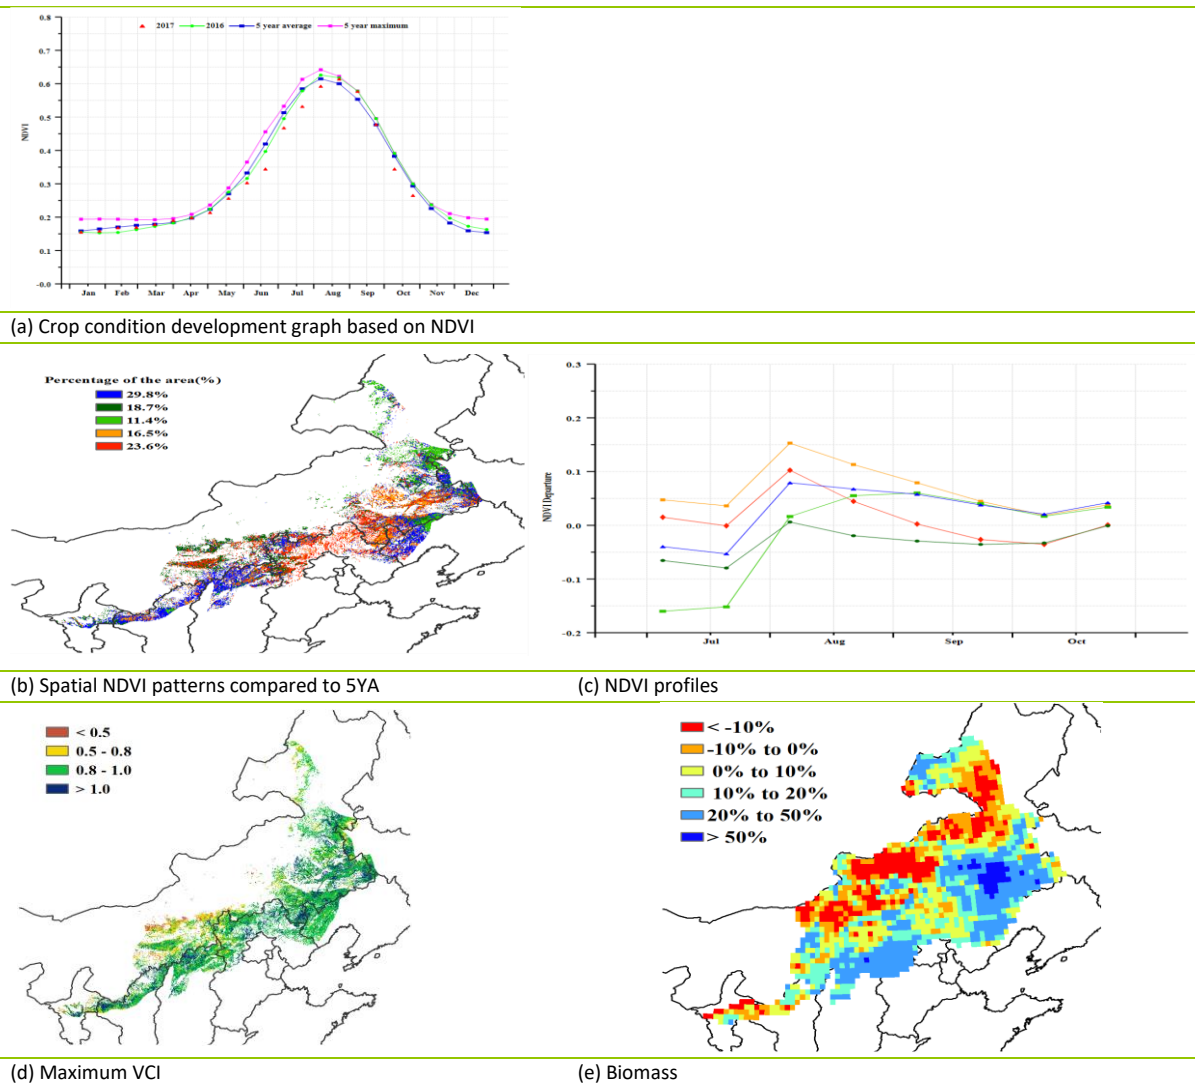 2017 2016 5 year average 5 year maximum
0.8
0.7
0.6
0.5
0.4
0.3
0.2
0.1
-0.0
NDVI
Jan Feb Mar Apr May Jun Jul Aug Sep Oct Nov Dec
(a) Crop condition development graph based on NDVI
Percentage of the area(%)
29.8%
18.7%
11.4%
16.5%
23.6%
0.3
0.2
0.1
0.0
-0.1
-0.2
NDVI Departure
Jul Aug Sep Oct
(b) Spatial NDVI patterns compared to 5YA (c) NDVI profiles
< 0.5
0.5 - 0.8
0.8 - 1.0
> 1.0
< -10%
-10% to 0%
0% to 10%
10% to 20%
20% to 50%
> 50%
(d) Maximum VCI (e) Biomass